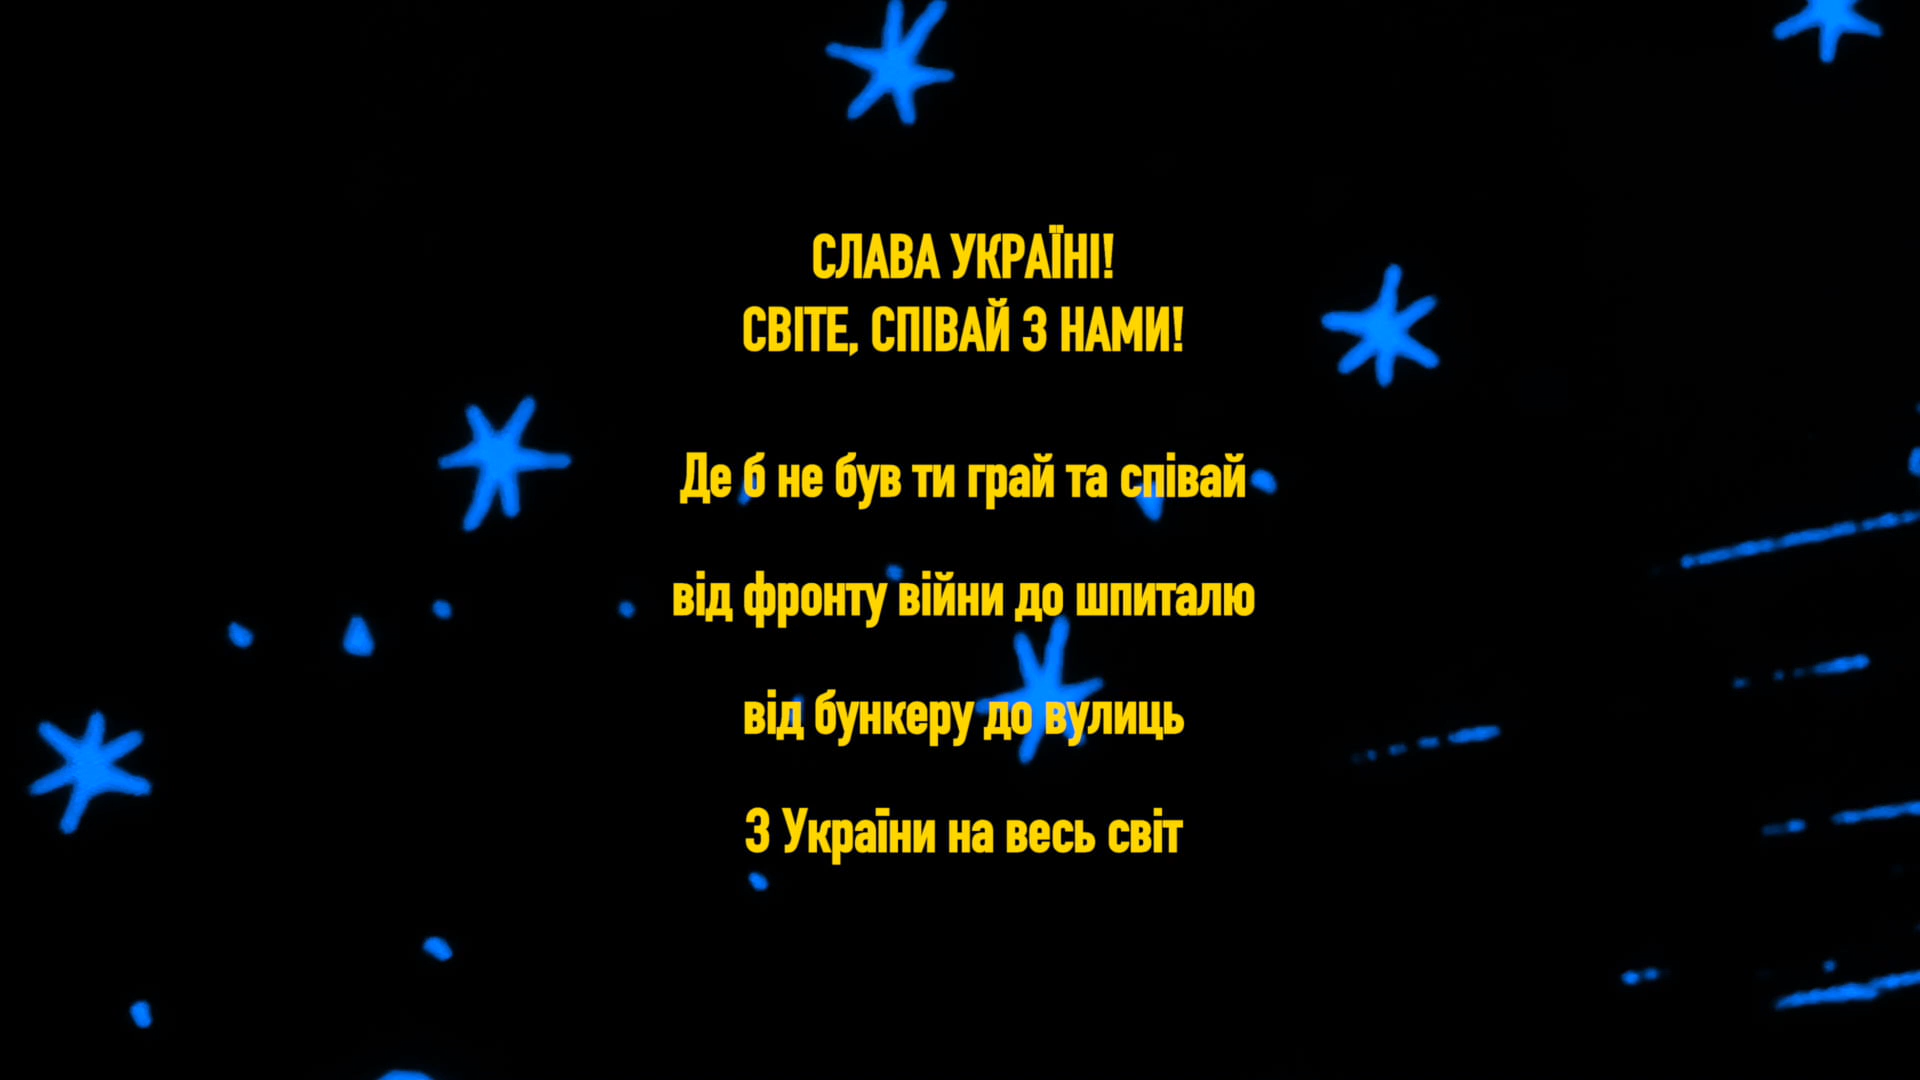 СЛАВА УКРАЇНІ!
СВІТЕ, СПІВАЙ З НАМИ!
Де б не був ти грай та співай
від фронту війни до шпиталю
від бункеру до вулиць
З України на весь світ